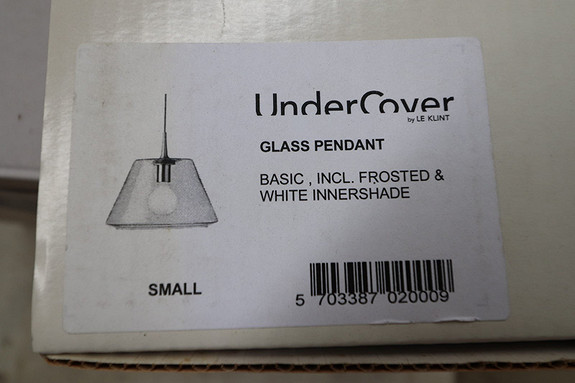 UnderCover
by LE KLINT
GLASS PENDANT
BASIC , INCL. FROSTED &
WHITE INNERSHADE
SMALL
5 703387 020009